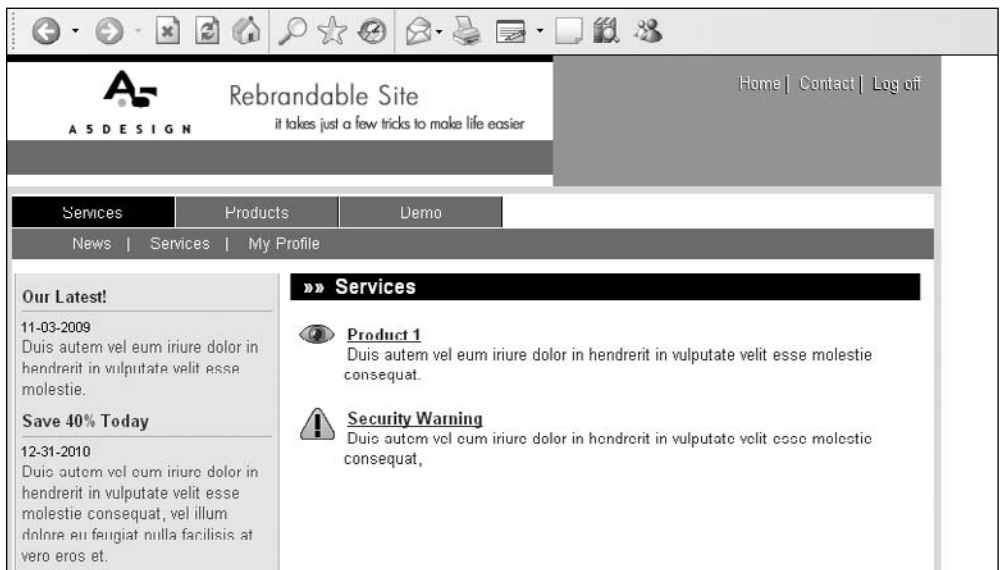 A5
A5DESIGN
Rebrandable Site
it takes just a few tricks to make life easier
Home | Contact | Log off
Services Products Demo
News | Services | My Profile
Our Latest!
11-03-2009
Duis autem vel eum iriure dolor in
hendrerit in vulputate velit esse
molestie.
Save 40% Today
12-31-2010
Duis autem vel eum iriure dolor in
hendrerit in vulputate velit esse
molestie consequat, vel illum
dolore eu feugiat nulla facilisis at
vero eros et.
»» Services
Product 1
Duis autem vel eum iriure dolor in hendrerit in vulputate velit esse molestie
consequat.
Security Warning
Duis autem vel eum iriure dolor in hendrerit in vulputate velit esse molestie
consequat,